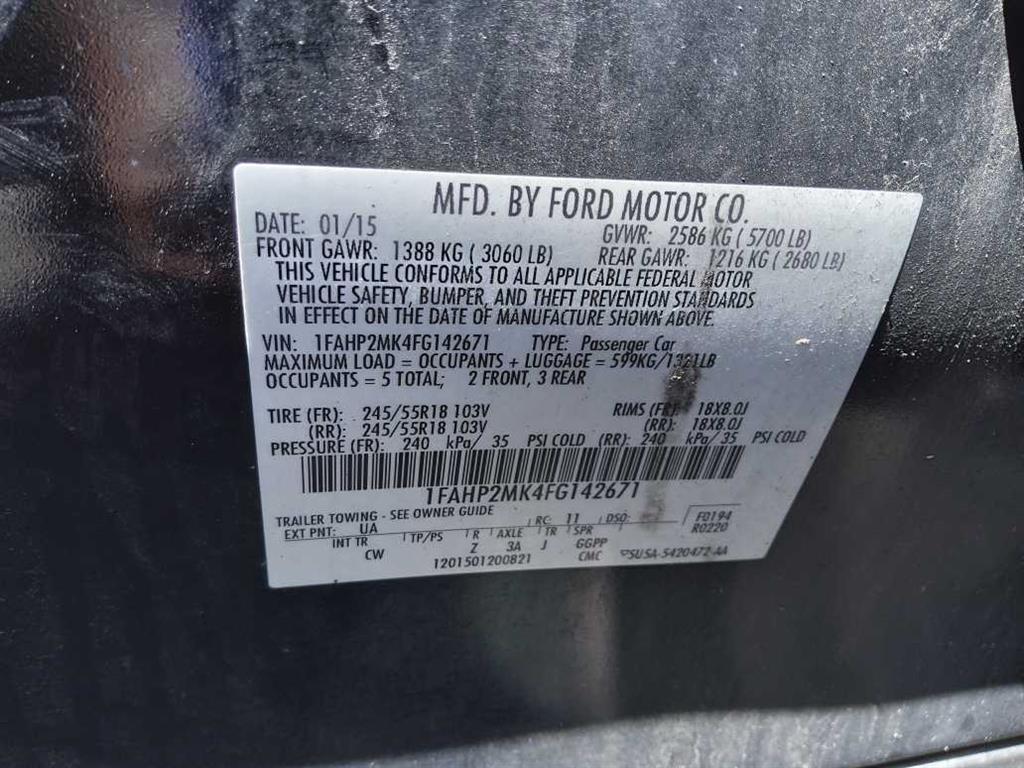 MFD. BY FORD MOTOR CO.
DATE: 01/15 GVWR: 2586 KG ( 5700 LB)
FRONT GAWR: 1388 KG ( 3060 LB) REAR GAWR: 1216 KG ( 2680 LB)
THIS VEHICLE CONFORMS TO ALL APPLICABLE FEDERAL MOTOR
VEHICLE SAFETY, BUMPER, AND THEFT PREVENTION STANDARDS
IN EFFECT ON THE DATE OF MANUFACTURE SHOWN ABOVE.
VIN: 1FAHP2MK4FG142671 TYPE: Passenger Car
MAXIMUM LOAD = OCCUPANTS + LUGGAGE = 599KG/1321LB
OCCUPANTS = 5 TOTAL; 2 FRONT, 3 REAR
TIRE (FR): 245/55R18 103V RIMS (FR): 18X8.0J
(RR): 245/55R18 103V (RR): 18X8.0J
PRESSURE (FR): 240 kPa/ 35 PSI COLD (RR): 240 kPa/ 35 PSI COLD
1FAHP2MK4FG142671
TRAILER TOWING - SEE OWNER GUIDE
EXT PNT: UA RC: 11 DSO: F0194
R0220
INT TR TP/PS R AXLE TR SPR
CW Z 3A J GGPP
1201501200821 CMC 5U5A-5420472-AA